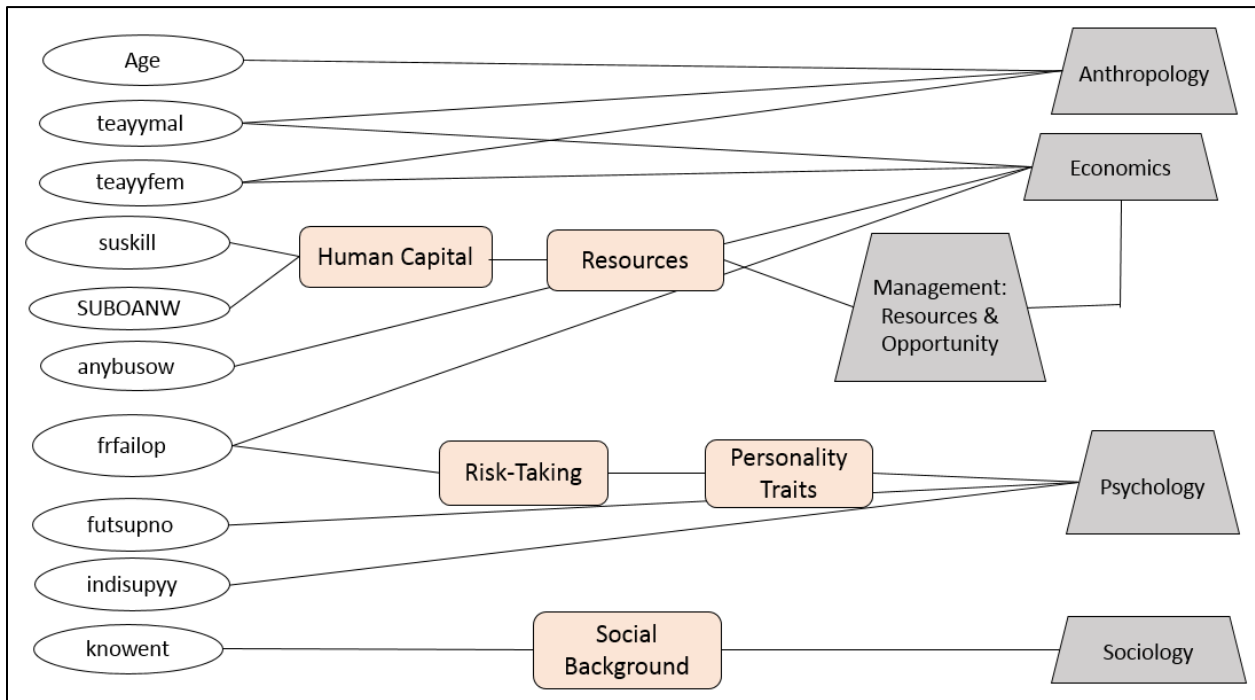 Age
teayymal
teayyfem
suskill
SUBOANW
anybusow
frfailop
futsupno
indisupyy
knowent
Human Capital
Resources
Risk-Taking
Personality
Traits
Social
Background
Anthropology
Economics
Management:
Resources &
Opportunity
Psychology
Sociology